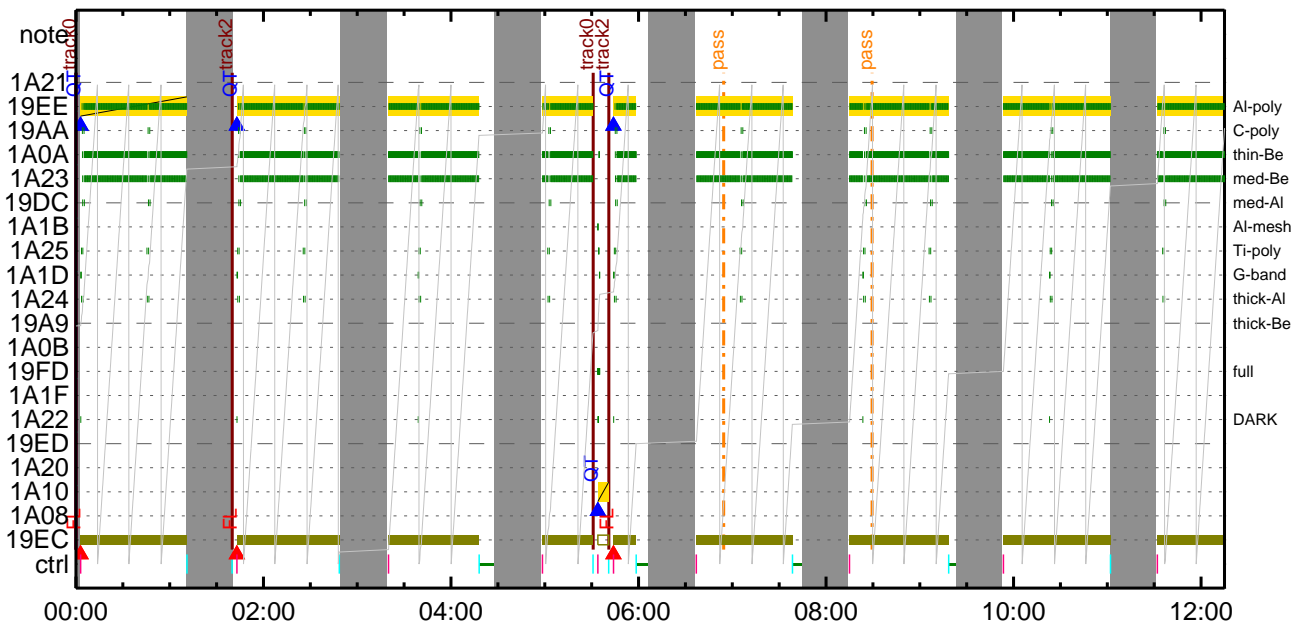 note
track0
track2
track0
track2
pass
pass
QT
QT
QT
1A21
19EE Al-poly
19AA C-poly
1A0A thin-Be
1A23 med-Be
19DC med-Al
1A1B Al-mesh
1A25 Ti-poly
1A1D G-band
1A24 thick-Al
19A9 thick-Be
1A0B
19FD full
1A1F
1A22 DARK
19ED
1A20
QT
1A10
1A08
FL
FL
FL
19EC
ctrl
00:00 02:00 04:00 06:00 08:00 10:00 12:00